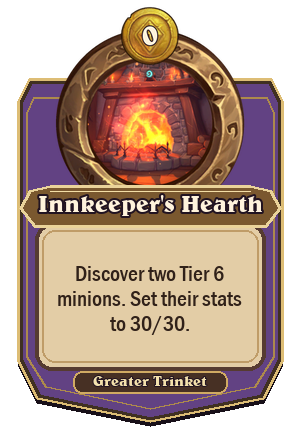 0
Innkeeper's Hearth
Discover two Tier 6
minions. Set their stats
to 30/30.
Greater Trinket